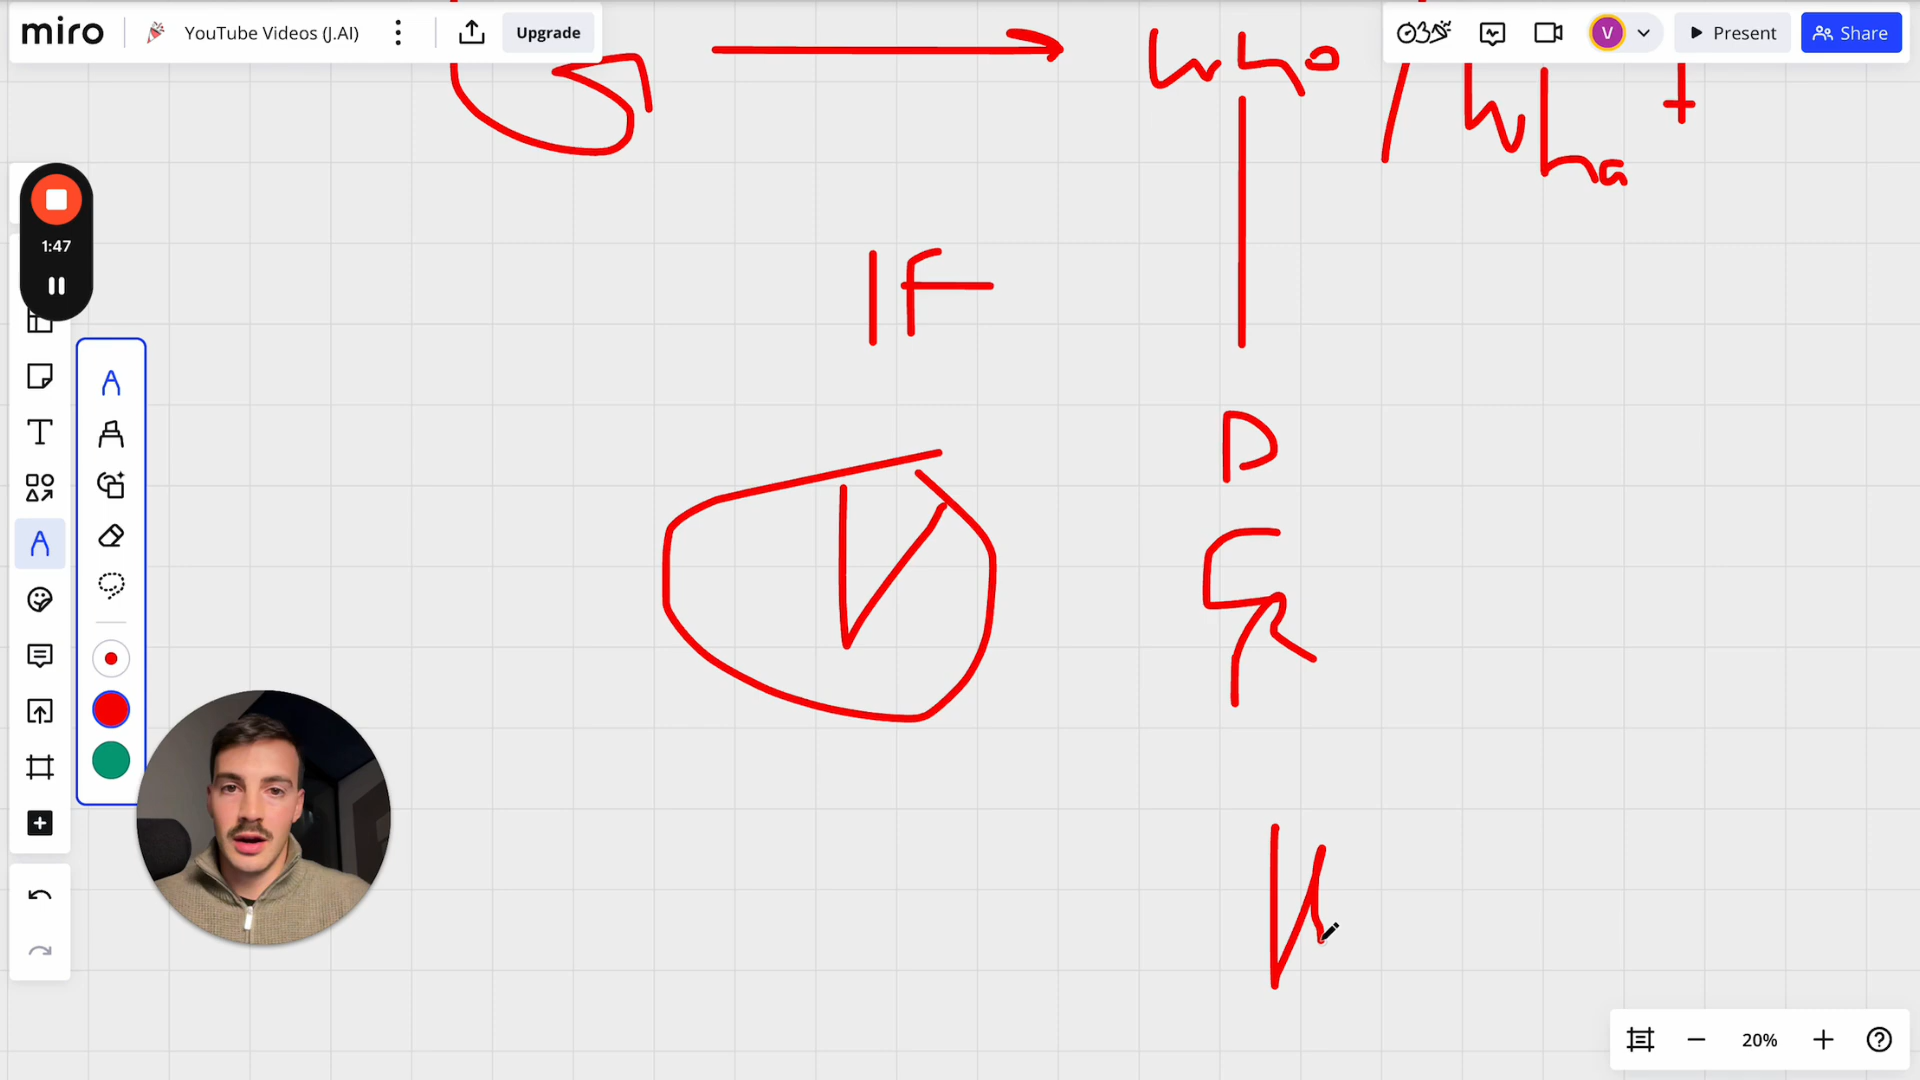 miro YouTube Videos (J.AI) Upgrade V Present Share
who / what
1:47
IF
D
V
20%